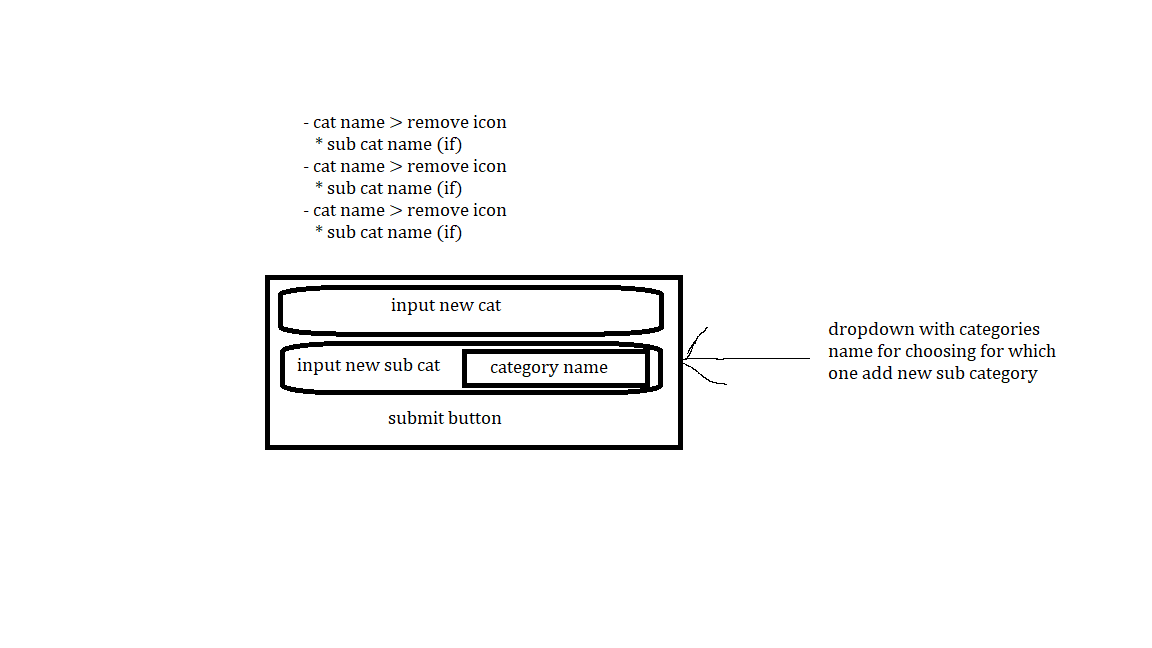 - cat name > remove icon
* sub cat name (if)
- cat name > remove icon
* sub cat name (if)
- cat name > remove icon
* sub cat name (if)
input new cat
input new sub cat
category name
submit button
dropdown with categories
name for choosing for which
one add new sub category